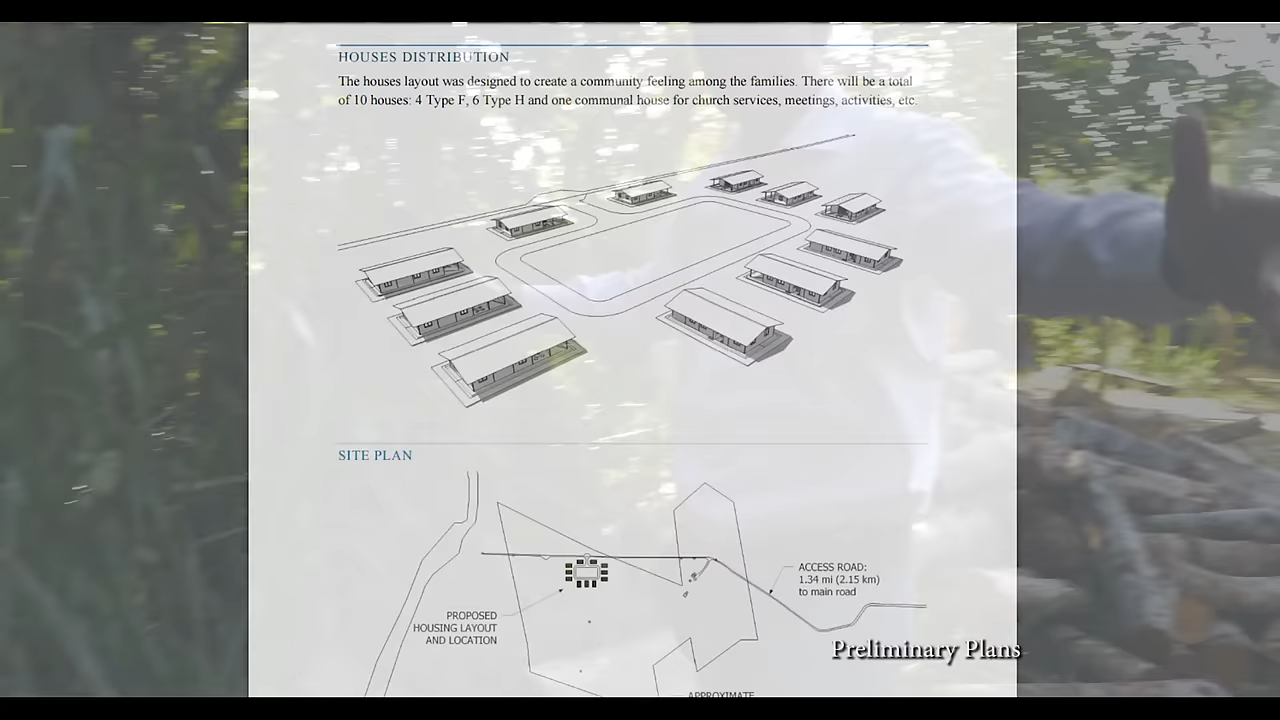 HOUSES DISTRIBUTION
The houses layout was designed to create a community feeling among the families. There will be a total
of 10 houses: 4 Type F, 6 Type H and one communal house for church services, meetings, activities, etc.
SITE PLAN
ACCESS ROAD:
1.34 mi (2.15 km)
to main road
PROPOSED
HOUSING LAYOUT
AND LOCATION
Preliminary Plans
APPROXIMATE